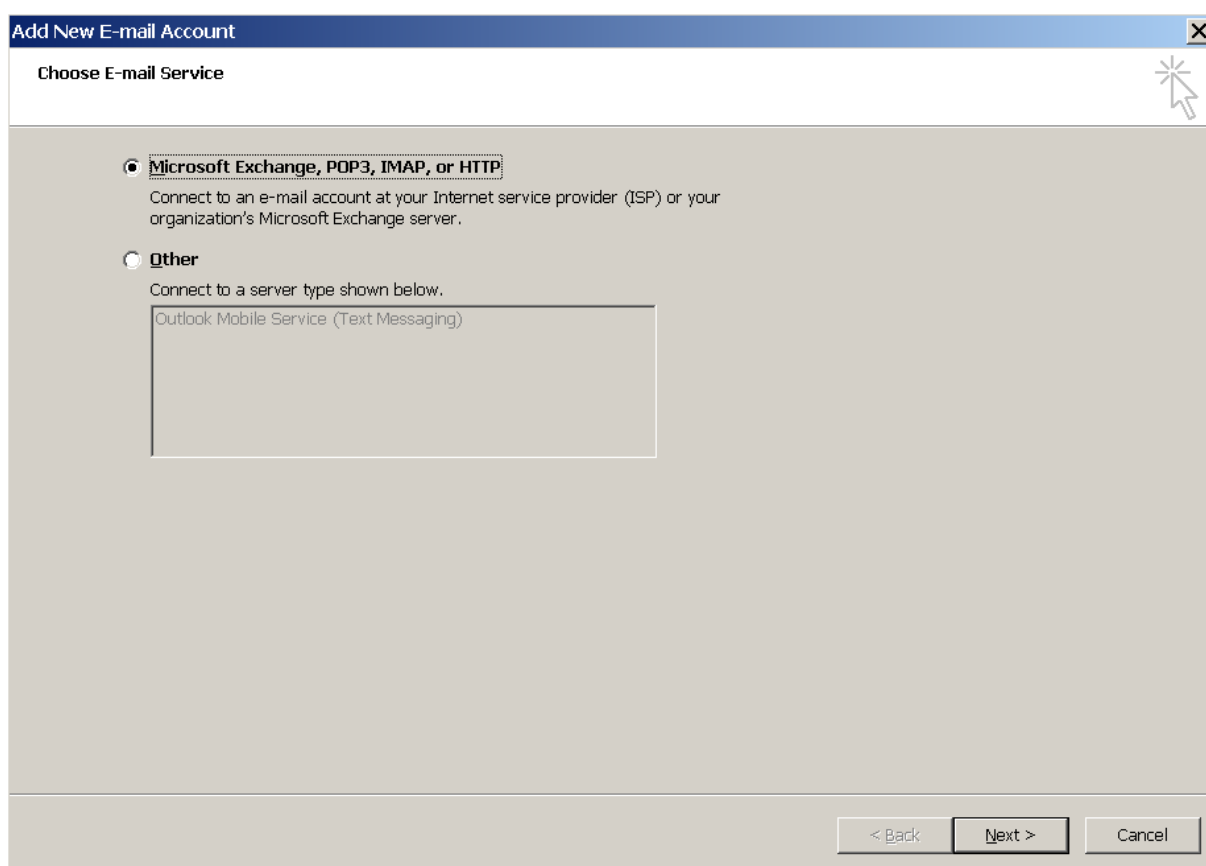 Add New E-mail Account
Choose E-mail Service
Microsoft Exchange, POP3, IMAP, or HTTP
Connect to an e-mail account at your Internet service provider (ISP) or your
organization's Microsoft Exchange server.
Other
Connect to a server type shown below.
Outlook Mobile Service (Text Messaging)
< Back Next > Cancel